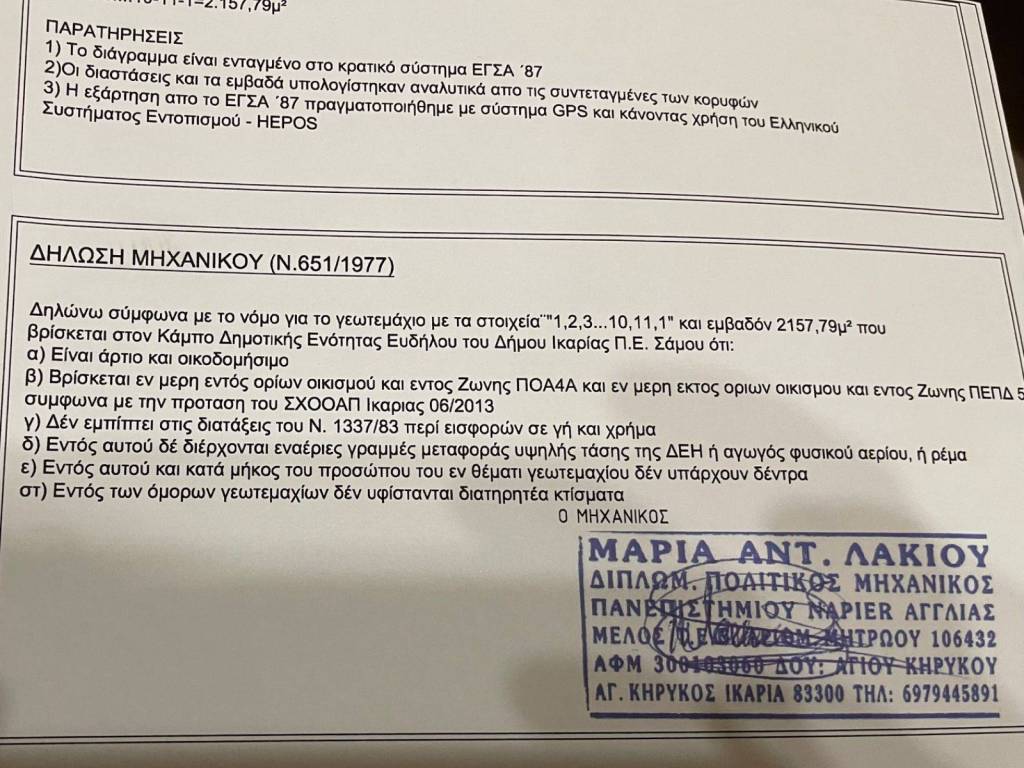 -11-1=2.157,79μ²
ΠΑΡΑΤΗΡΗΣΕΙΣ
1) Το διάγραμμα είναι ενταγμένο στο κρατικό σύστημα ΕΓΣΑ ΄87
2)Οι διαστάσεις και τα εμβαδά υπολογίστηκαν αναλυτικά απο τις συντεταγμένες των κορυφών
3) Η εξάρτηση απο το ΕΓΣΑ ΄87 πραγματοποιήθημε με σύστημα GPS και κάνοντας χρήση του Ελληνικού
Συστήματος Εντοπισμού - HEPOS
ΔΗΛΩΣΗ ΜΗΧΑΝΙΚΟΥ (Ν.651/1977)
Δηλώνω σύμφωνα με το νόμο για το γεωτεμάχιο με τα στοιχεία¨"1,2,3...10,11,1" και εμβαδόν 2157,79μ² που
βρίσκεται στον Κάμπο Δημοτικής Ενότητας Ευδήλου του Δήμου Ικαρίας Π.Ε. Σάμου ότι:
α) Είναι άρτιο και οικοδομήσιμο
β) Βρίσκεται εν μερη εντός ορίων οικισμού και εντος Ζωνης ΠΟΑ4Α και εν μερη εκτος οριων οικισμου και εντος Ζωνης ΠΕΠΔ 5
συμφωνα με την προταση του ΣΧΟΟΑΠ Ικαριας 06/2013
γ) Δέν εμπίπτει στις διατάξεις του Ν. 1337/83 περί εισφορών σε γή και χρήμα
δ) Εντός αυτού δέ διέρχονται εναέριες γραμμές μεταφοράς υψηλής τάσης της ΔΕΗ ή αγωγός φυσικού αερίου, ή ρέμα
ε) Εντός αυτού και κατά μήκος του προσώπου του εν θέματι γεωτεμαχίου δέν υπάρχουν δέντρα
στ) Εντός των όμορων γεωτεμαχίων δέν υφίστανται διατηρητέα κτίσματα
Ο ΜΗΧΑΝΙΚΟΣ
ΜΑΡΙΑ ΑΝΤ. ΛΑΚΙΟΥ
ΔΙΠΛΩΜ. ΠΟΛΙΤΙΚΟΣ ΜΗΧΑΝΙΚΟΣ
ΠΑΝΕΠΙΣΤΗΜΙΟΥ NAPIER ΑΓΓΛΙΑΣ
ΜΕΛΟΣ ΜΗΤΡΩΟΥ 106432
ΑΦΜ 300103060 ΔΟΥ: ΑΓΙΟΥ ΚΗΡΥΚΟΥ
ΑΓ. ΚΗΡΥΚΟΣ ΙΚΑΡΙΑ 83300 ΤΗΛ: 6979445891